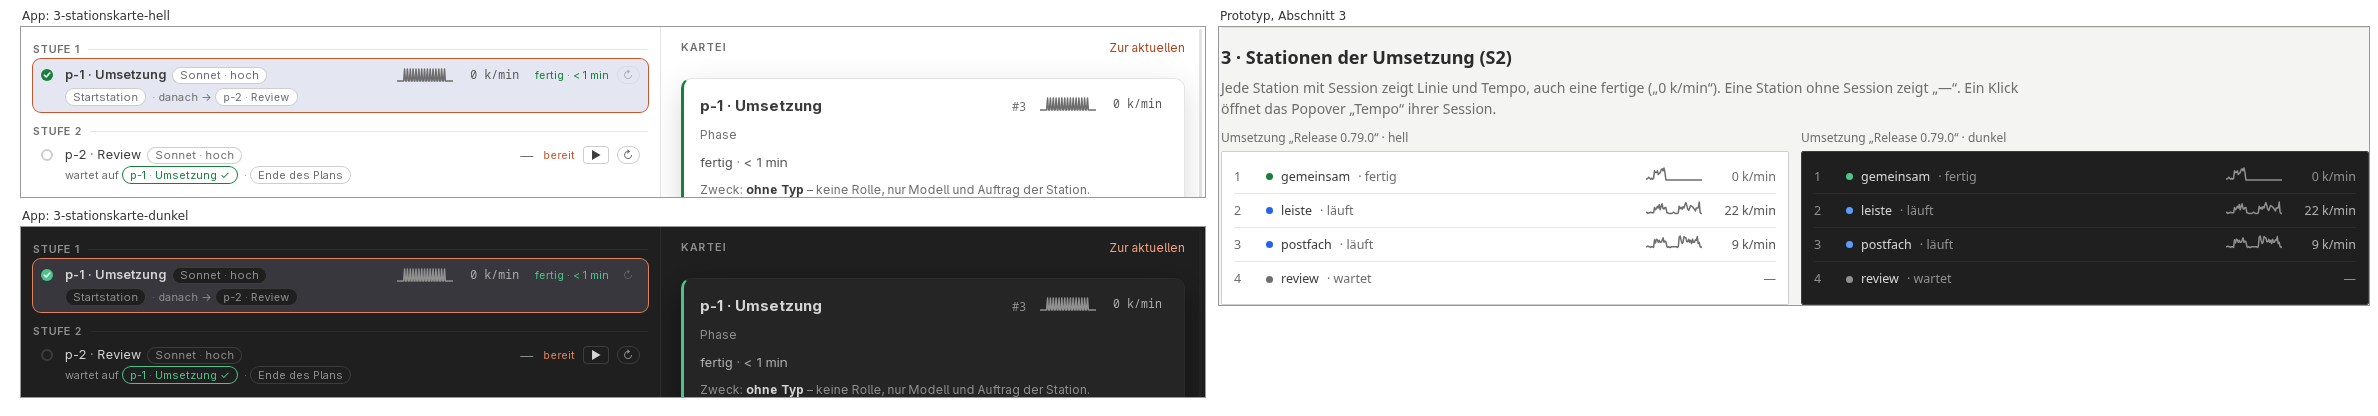 App: 3-stationskarte-hell
STUFE 1
p-1 · Umsetzung Sonnet · hoch 0 k/min fertig · < 1 min
Startstation · danach → p-2 · Review
STUFE 2
p-2 · Review Sonnet · hoch — bereit
wartet auf p-1 · Umsetzung ✓ · Ende des Plans
KARTEI Zur aktuellen
p-1 · Umsetzung #3 0 k/min
Phase
fertig · < 1 min
Zweck: ohne Typ – keine Rolle, nur Modell und Auftrag der Station.
App: 3-stationskarte-dunkel
STUFE 1
p-1 · Umsetzung Sonnet · hoch 0 k/min fertig · < 1 min
Startstation · danach → p-2 · Review
STUFE 2
p-2 · Review Sonnet · hoch — bereit
wartet auf p-1 · Umsetzung ✓ · Ende des Plans
KARTEI Zur aktuellen
p-1 · Umsetzung #3 0 k/min
Phase
fertig · < 1 min
Zweck: ohne Typ – keine Rolle, nur Modell und Auftrag der Station.
Prototyp, Abschnitt 3
3 · Stationen der Umsetzung (S2)
Jede Station mit Session zeigt Linie und Tempo, auch eine fertige („0 k/min“). Eine Station ohne Session zeigt „—“. Ein Klick
öffnet das Popover „Tempo“ ihrer Session.
Umsetzung „Release 0.79.0“ · hell
1 gemeinsam · fertig 0 k/min
2 leiste · läuft 22 k/min
3 postfach · läuft 9 k/min
4 review · wartet —
Umsetzung „Release 0.79.0“ · dunkel
1 gemeinsam · fertig 0 k/min
2 leiste · läuft 22 k/min
3 postfach · läuft 9 k/min
4 review · wartet —